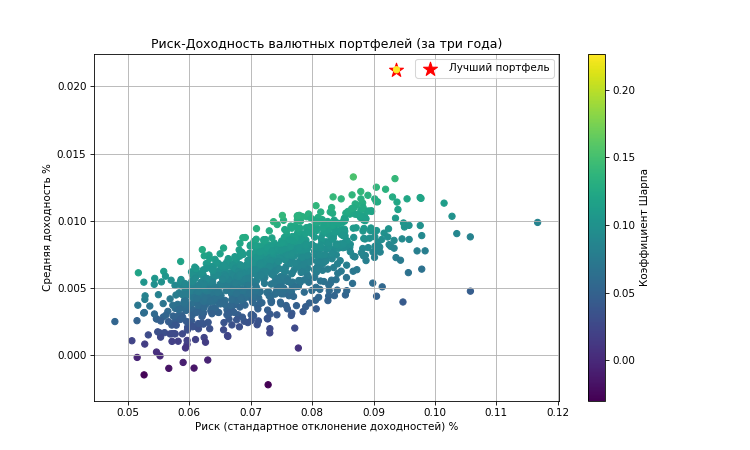 Риск-Доходность валютных портфелей (за три года)
Лучший портфель
Средняя доходность %
0.020
0.015
0.010
0.005
0.000
0.05 0.06 0.07 0.08 0.09 0.10 0.11 0.12
Риск (стандартное отклонение доходностей) %
0.20
0.15
0.10
0.05
0.00
Коэффициент Шарпа